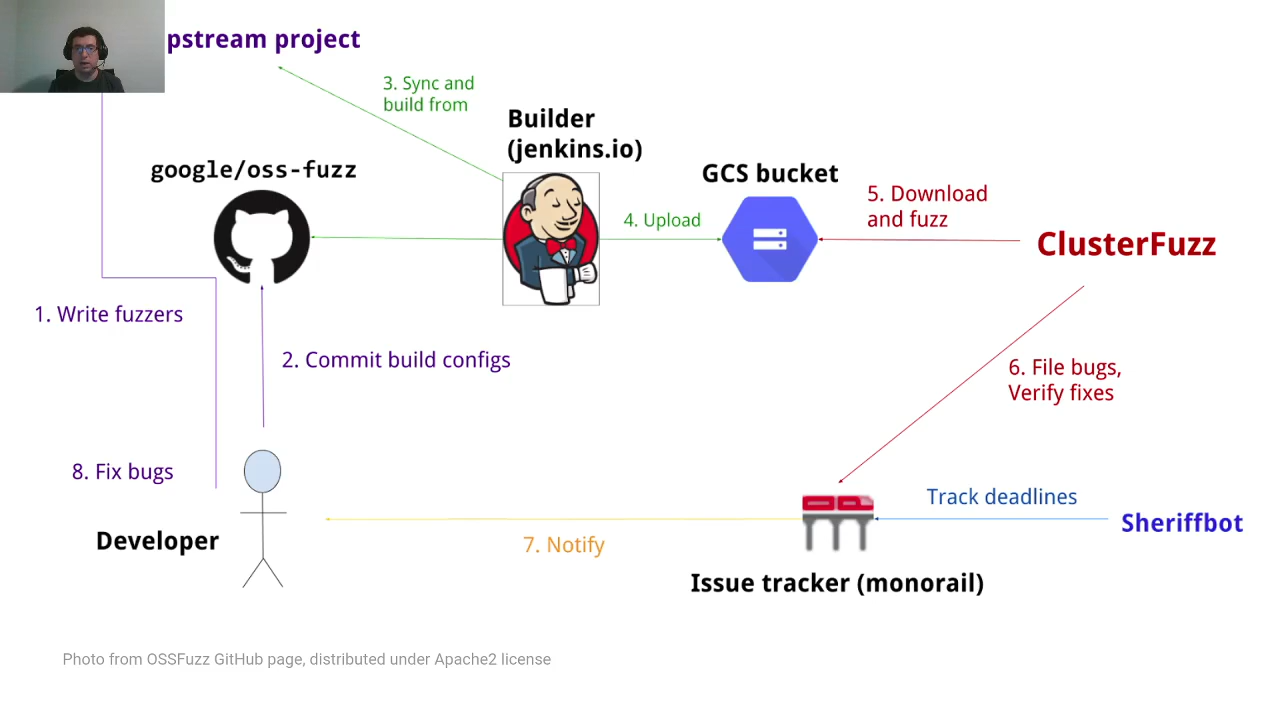 pstream project
3. Sync and
build from
Builder
(jenkins.io)
google/oss-fuzz
GCS bucket
4. Upload
5. Download
and fuzz
ClusterFuzz
1. Write fuzzers
2. Commit build configs
6. File bugs,
Verify fixes
8. Fix bugs
Developer
7. Notify
Track deadlines
Sheriffbot
Issue tracker (monorail)
Photo from OSSFuzz GitHub page, distributed under Apache2 license